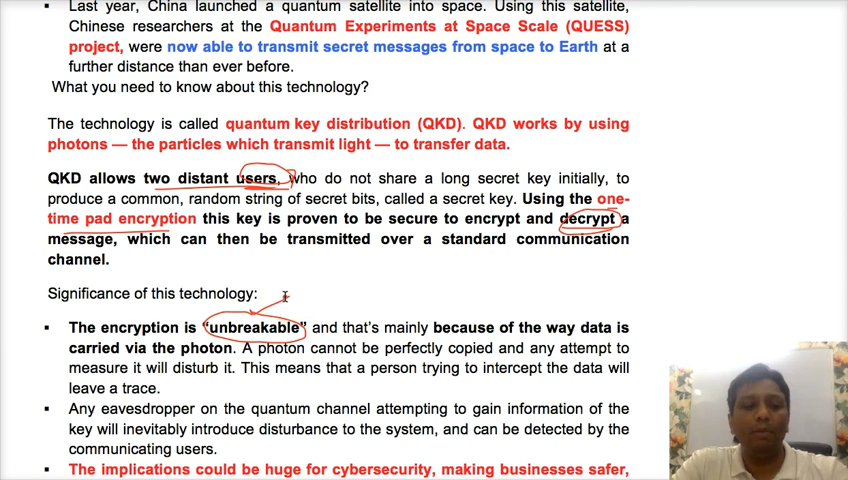 ▪ Last year, China launched a quantum satellite into space. Using this satellite,
Chinese researchers at the Quantum Experiments at Space Scale (QUESS)
project, were now able to transmit secret messages from space to Earth at a
further distance than ever before.
What you need to know about this technology?
The technology is called quantum key distribution (QKD). QKD works by using
photons — the particles which transmit light — to transfer data.
QKD allows two distant users, who do not share a long secret key initially, to
produce a common, random string of secret bits, called a secret key. Using the one-
time pad encryption this key is proven to be secure to encrypt and decrypt a
message, which can then be transmitted over a standard communication
channel.
Significance of this technology:
▪ The encryption is “unbreakable” and that’s mainly because of the way data is
carried via the photon. A photon cannot be perfectly copied and any attempt to
measure it will disturb it. This means that a person trying to intercept the data will
leave a trace.
▪ Any eavesdropper on the quantum channel attempting to gain information of the
key will inevitably introduce disturbance to the system, and can be detected by the
communicating users.
▪ The implications could be huge for cybersecurity, making businesses safer,